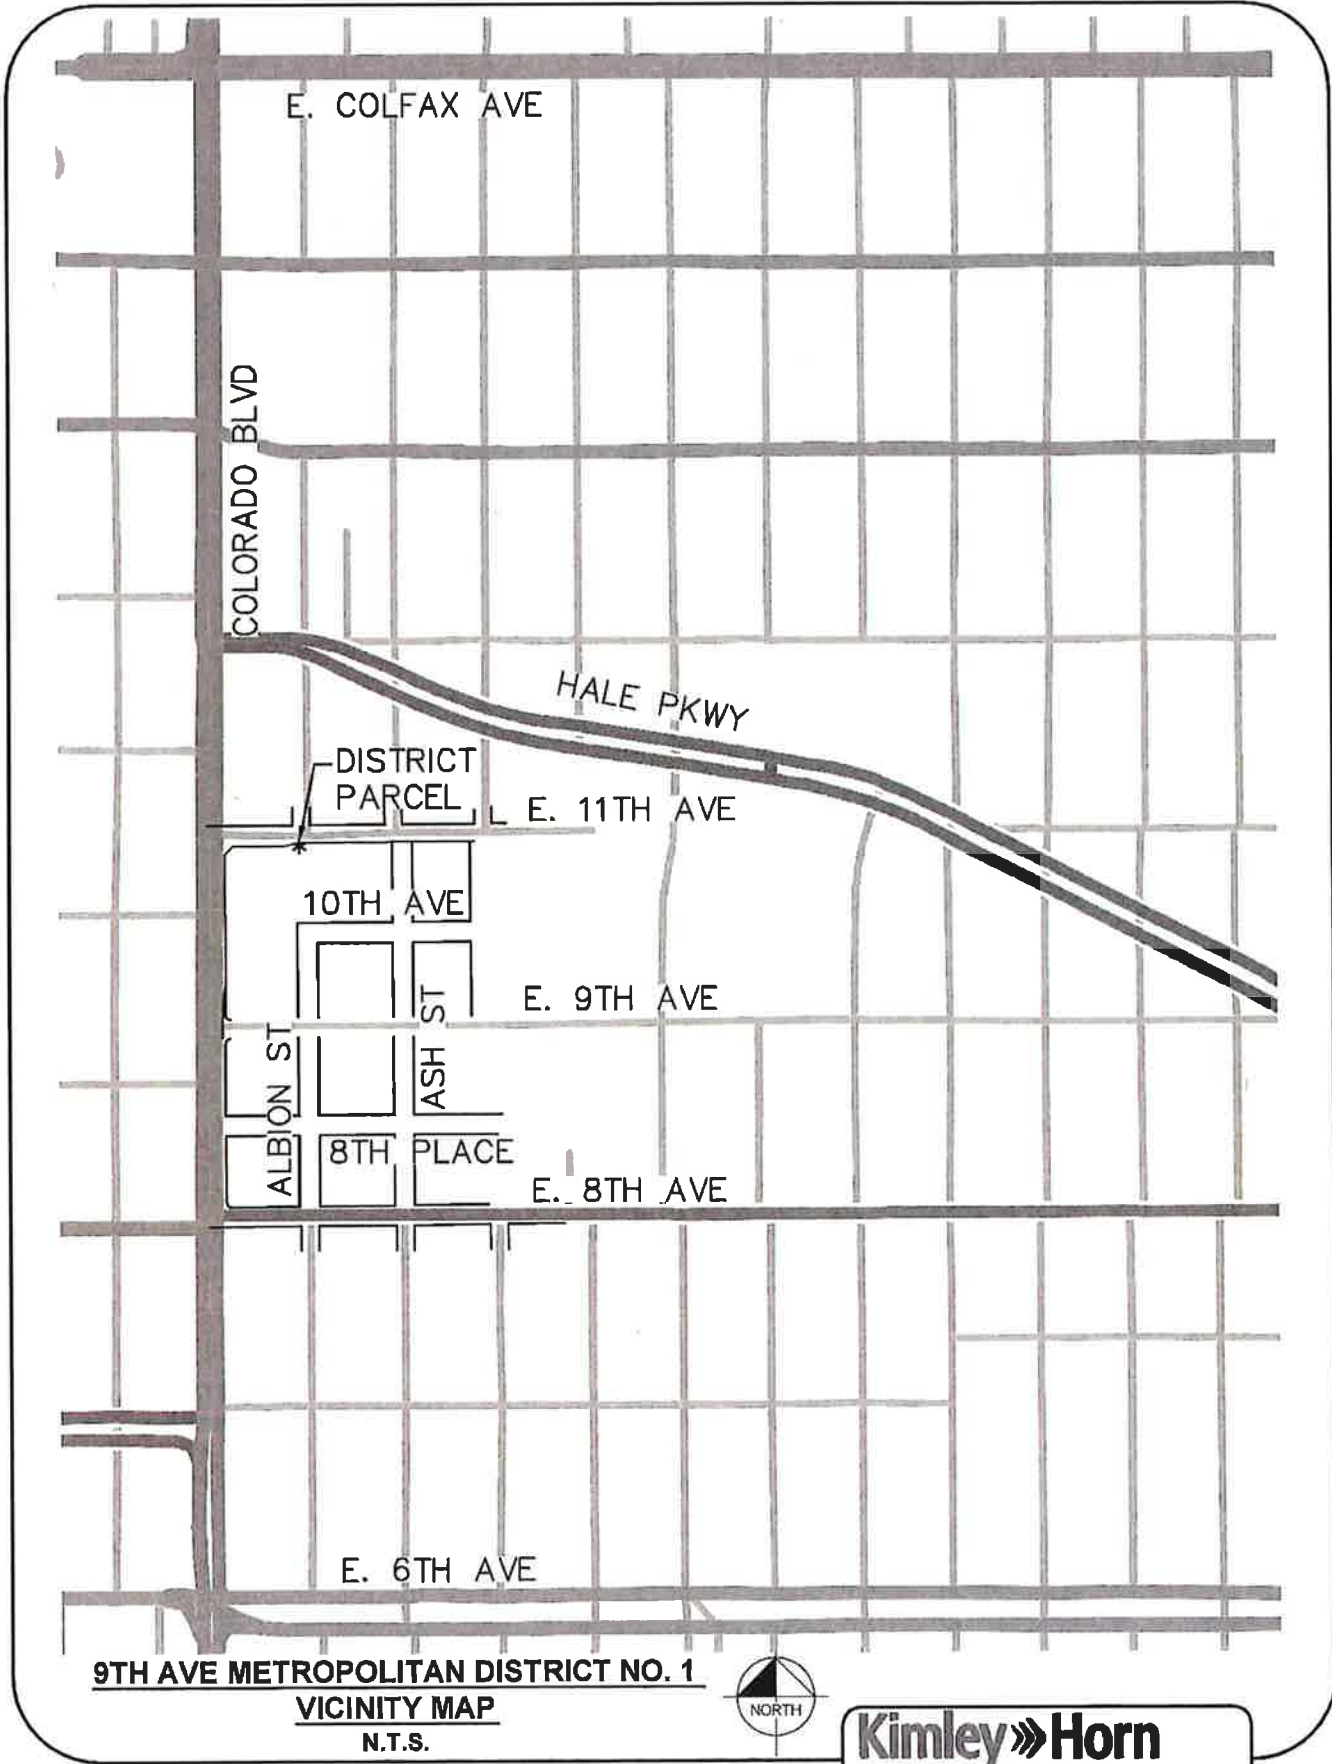 E. COLFAX AVE
COLORADO BLVD
HALE PKWY
DISTRICT
PARCEL
E. 11TH AVE
10TH AVE
E. 9TH AVE
ASH ST
ALBION ST
8TH PLACE
E. 8TH AVE
E. 6TH AVE
9TH AVE METROPOLITAN DISTRICT NO. 1
VICINITY MAP
N.T.S.
NORTH
Kimley»Horn